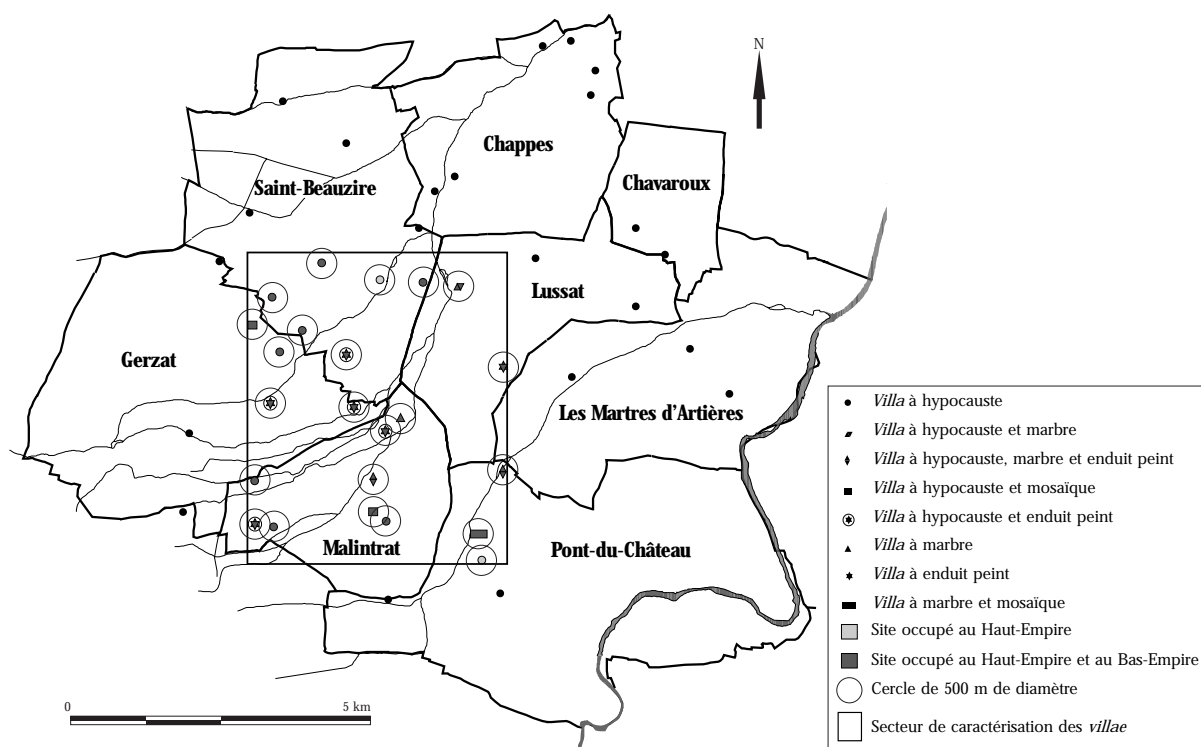 N
Chappes
Chavaroux
Saint-Beauzire
Lussat
Gerzat
Les Martres d'Artières
Malintrat
Pont-du-Château
0 5 km
Villa à hypocauste
Villa à hypocauste et marbre
Villa à hypocauste, marbre et enduit peint
Villa à hypocauste et mosaïque
Villa à hypocauste et enduit peint
Villa à marbre
Villa à enduit peint
Villa à marbre et mosaïque
Site occupé au Haut-Empire
Site occupé au Haut-Empire et au Bas-Empire
Cercle de 500 m de diamètre
Secteur de caractérisation des villae